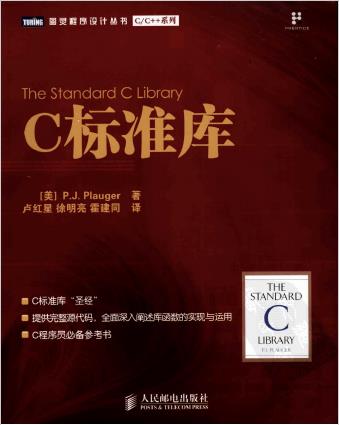 TURING 图灵程序设计丛书 C/C++系列
PRENTICE
The Standard C Library
C标准库
[美] P.J. Plauger 著
卢红星 徐明亮 霍建同 译
C标准库“圣经”
提供完整源代码，全面深入阐述库函数的实现与运用
C程序员必备参考书
THE
STANDARD
C
LIBRARY
P.J. PLAUGER
人民邮电出版社
POSTS & TELECOM PRESS